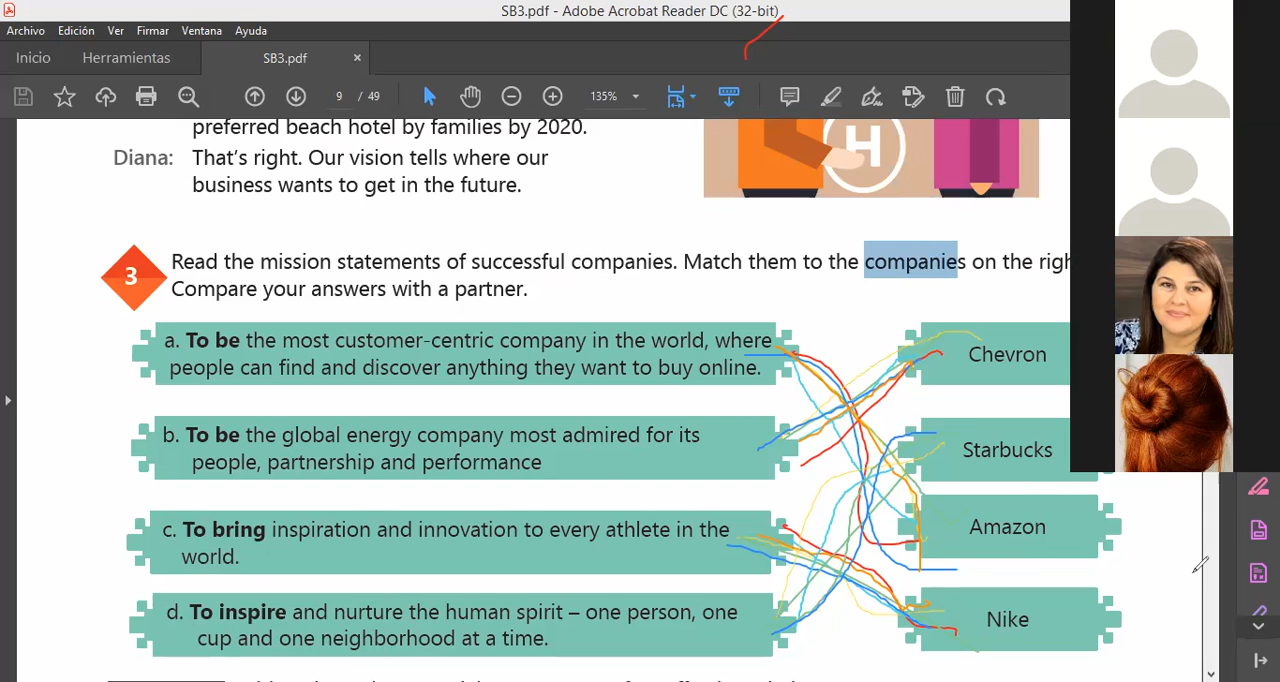 SB3.pdf - Adobe Acrobat Reader DC (32-bit)
Archivo Edición Ver Firmar Ventana Ayuda
Inicio Herramientas SB3.pdf ×
9 / 49 135%
preferred beach hotel by families by 2020.
Diana: That's right. Our vision tells where our
business wants to get in the future.
H
3
Read the mission statements of successful companies. Match them to the companies on the righ
Compare your answers with a partner.
a. To be the most customer-centric company in the world, where
people can find and discover anything they want to buy online.
Chevron
b. To be the global energy company most admired for its
people, partnership and performance
Starbucks
c. To bring inspiration and innovation to every athlete in the
world.
Amazon
d. To inspire and nurture the human spirit – one person, one
cup and one neighborhood at a time.
Nike